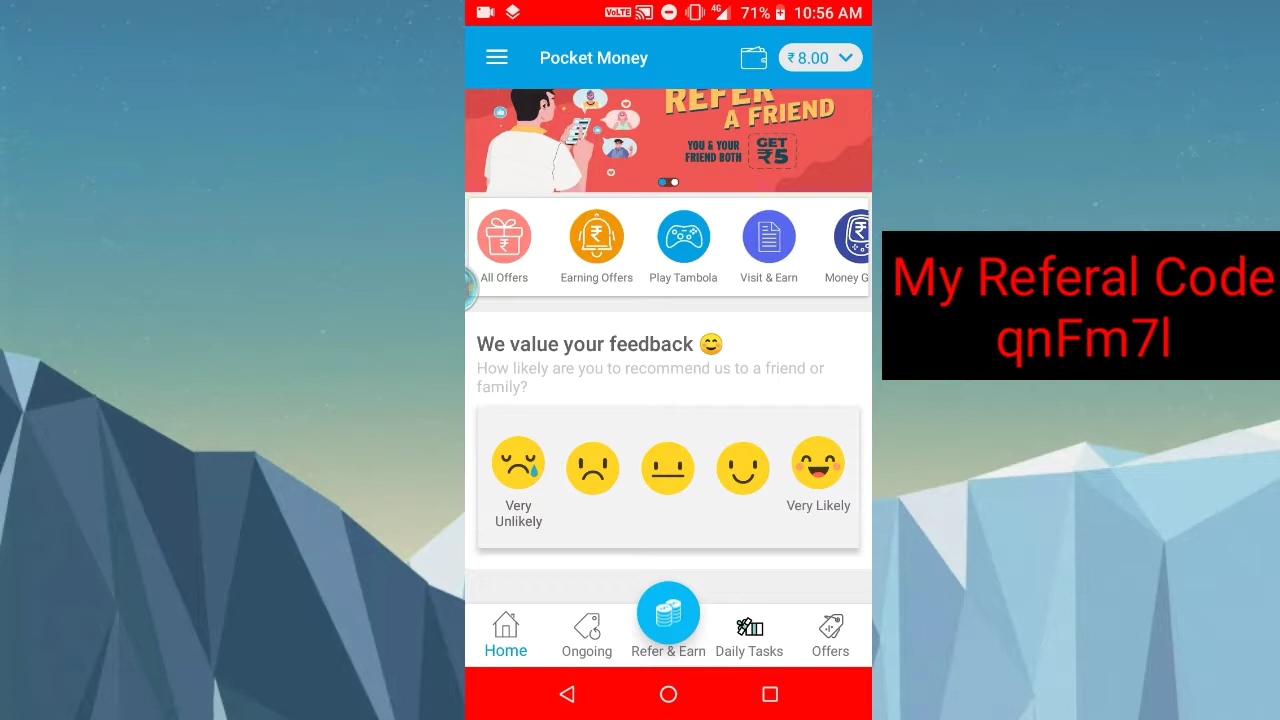 VoLTE 4G 71% 10:56 AM
Pocket Money ₹ 8.00
REFER
A FRIEND
YOU & YOUR
FRIEND BOTH
GET
₹5
All Offers Earning Offers Play Tambola Visit & Earn Money G
We value your feedback 😊
How likely are you to recommend us to a friend or
family?
Very
Unlikely
Very Likely
Home Ongoing Refer & Earn Daily Tasks Offers
My Referal Code
qnFm7l